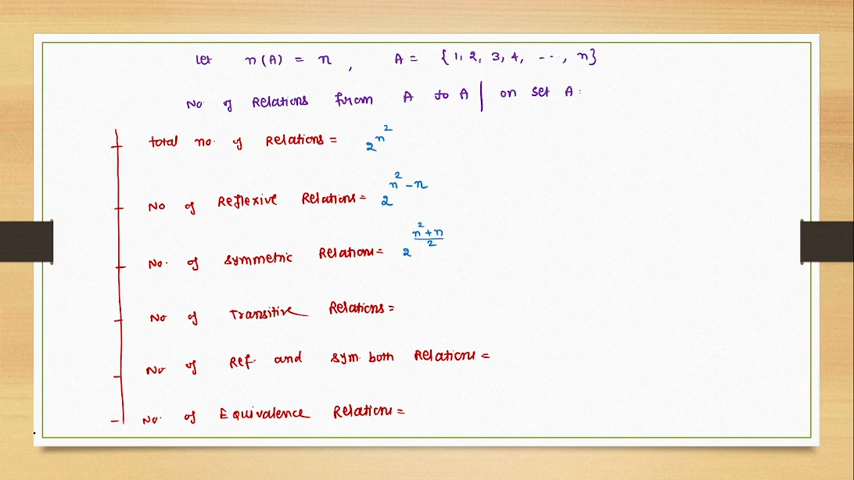 Let n(A) = n, A = {1, 2, 3, 4, ---, n}
No of Relations from A to A | on set A.
total no. of Relations = 2^{n^2}
No of Reflexive Relations = 2^{n^2-n}
No. of symmetric Relation = 2^{\frac{n^2+n}{2}}
No of Transitive Relations =
No of Ref. and sym. both Relations =
No. of Equivalence Relations =